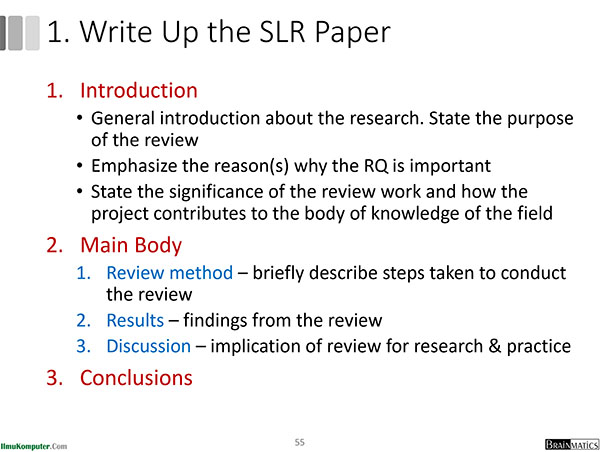 1. Write Up the SLR Paper
1. Introduction
• General introduction about the research. State the purpose
of the review
• Emphasize the reason(s) why the RQ is important
• State the significance of the review work and how the
project contributes to the body of knowledge of the field
2. Main Body
1. Review method – briefly describe steps taken to conduct
the review
2. Results – findings from the review
3. Discussion – implication of review for research & practice
3. Conclusions
IlmuKomputer.Com
55
BRAINMATICS